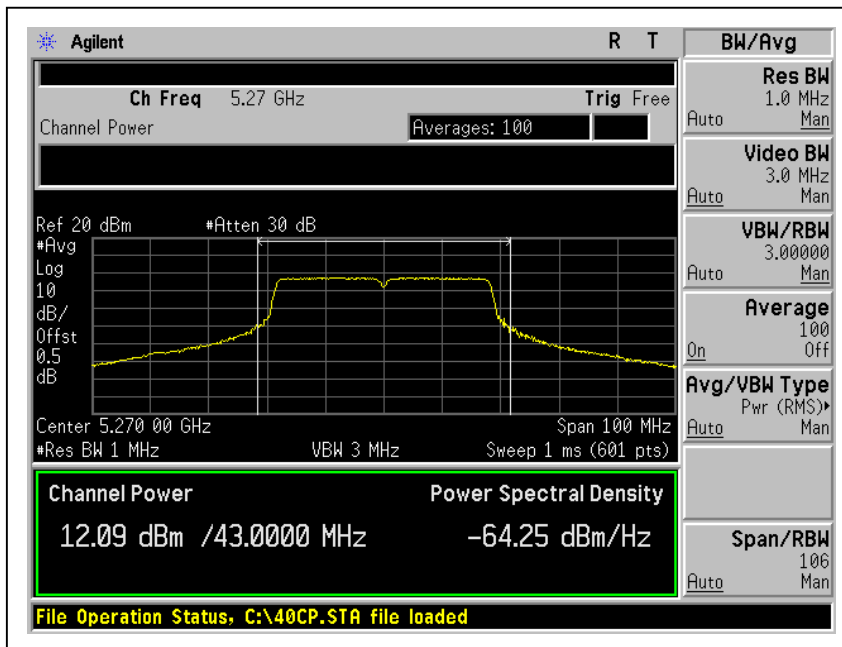 Agilent R T
BW/Avg
Ch Freq 5.27 GHz Trig Free
Channel Power Averages: 100
Ref 20 dBm #Atten 30 dB
#Avg
Log
10
dB/
Offst
0.5
dB
Center 5.270 00 GHz Span 100 MHz
#Res BW 1 MHz VBW 3 MHz Sweep 1 ms (601 pts)
Channel Power Power Spectral Density
12.09 dBm /43.0000 MHz -64.25 dBm/Hz
File Operation Status, C:\40CP.STA file loaded
Res BW
1.0 MHz
Auto Man
Video BW
3.0 MHz
Auto Man
VBW/RBW
3.00000
Auto Man
Average
100
On Off
Avg/VBW Type
Pwr (RMS)▸
Auto Man
Span/RBW
106
Auto Man